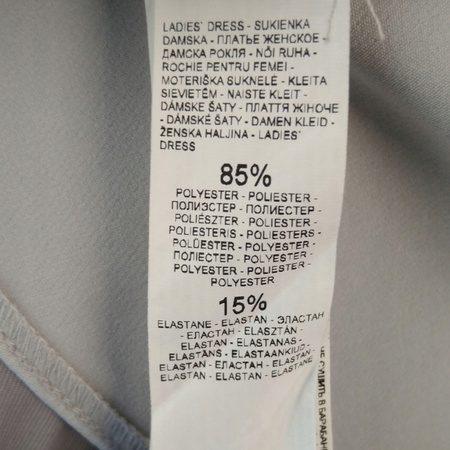 LADIES' DRESS - SUKIENKA
DAMSKA - ПЛАТЬЕ ЖЕНСКОЕ -
ДАМСКА РОКЛЯ - NŐI RUHA -
ROCHIE PENTRU FEMEI -
MOTERIŠKA SUKNELĖ - KLEITA
SIEVIETĒM - NAISTE KLEIT -
DÁMSKE ŠATY - ПЛАТТЯ ЖІНОЧЕ
- DÁMSKÉ ŠATY - DAMEN KLEID -
ŽENSKA HALJINA - LADIES'
DRESS
85%
POLYESTER - POLIESTER -
ПОЛИЭСТЕР - ПОЛИЕСТЕР -
POLIÉSZTER - POLIESTER -
POLIESTERIS - POLIESTERS -
POLÜESTER - POLYESTER -
ПОЛІЕСТЕР - POLYESTER -
POLYESTER - POLIESTER -
POLYESTER
15%
ELASTANE - ELASTAN - ЭЛАСТАН
- ЕЛАСТАН - ELASZTÁN -
ELASTAN - ELASTANAS -
ELASTĀNS - ELASTAANKIUD -
ELASTAN - ЕЛАСТАН - ELASTAN -
ELASTAN - ELASTAN - ELASTANE
НЕ СУШИТЬ В БАРАБАН